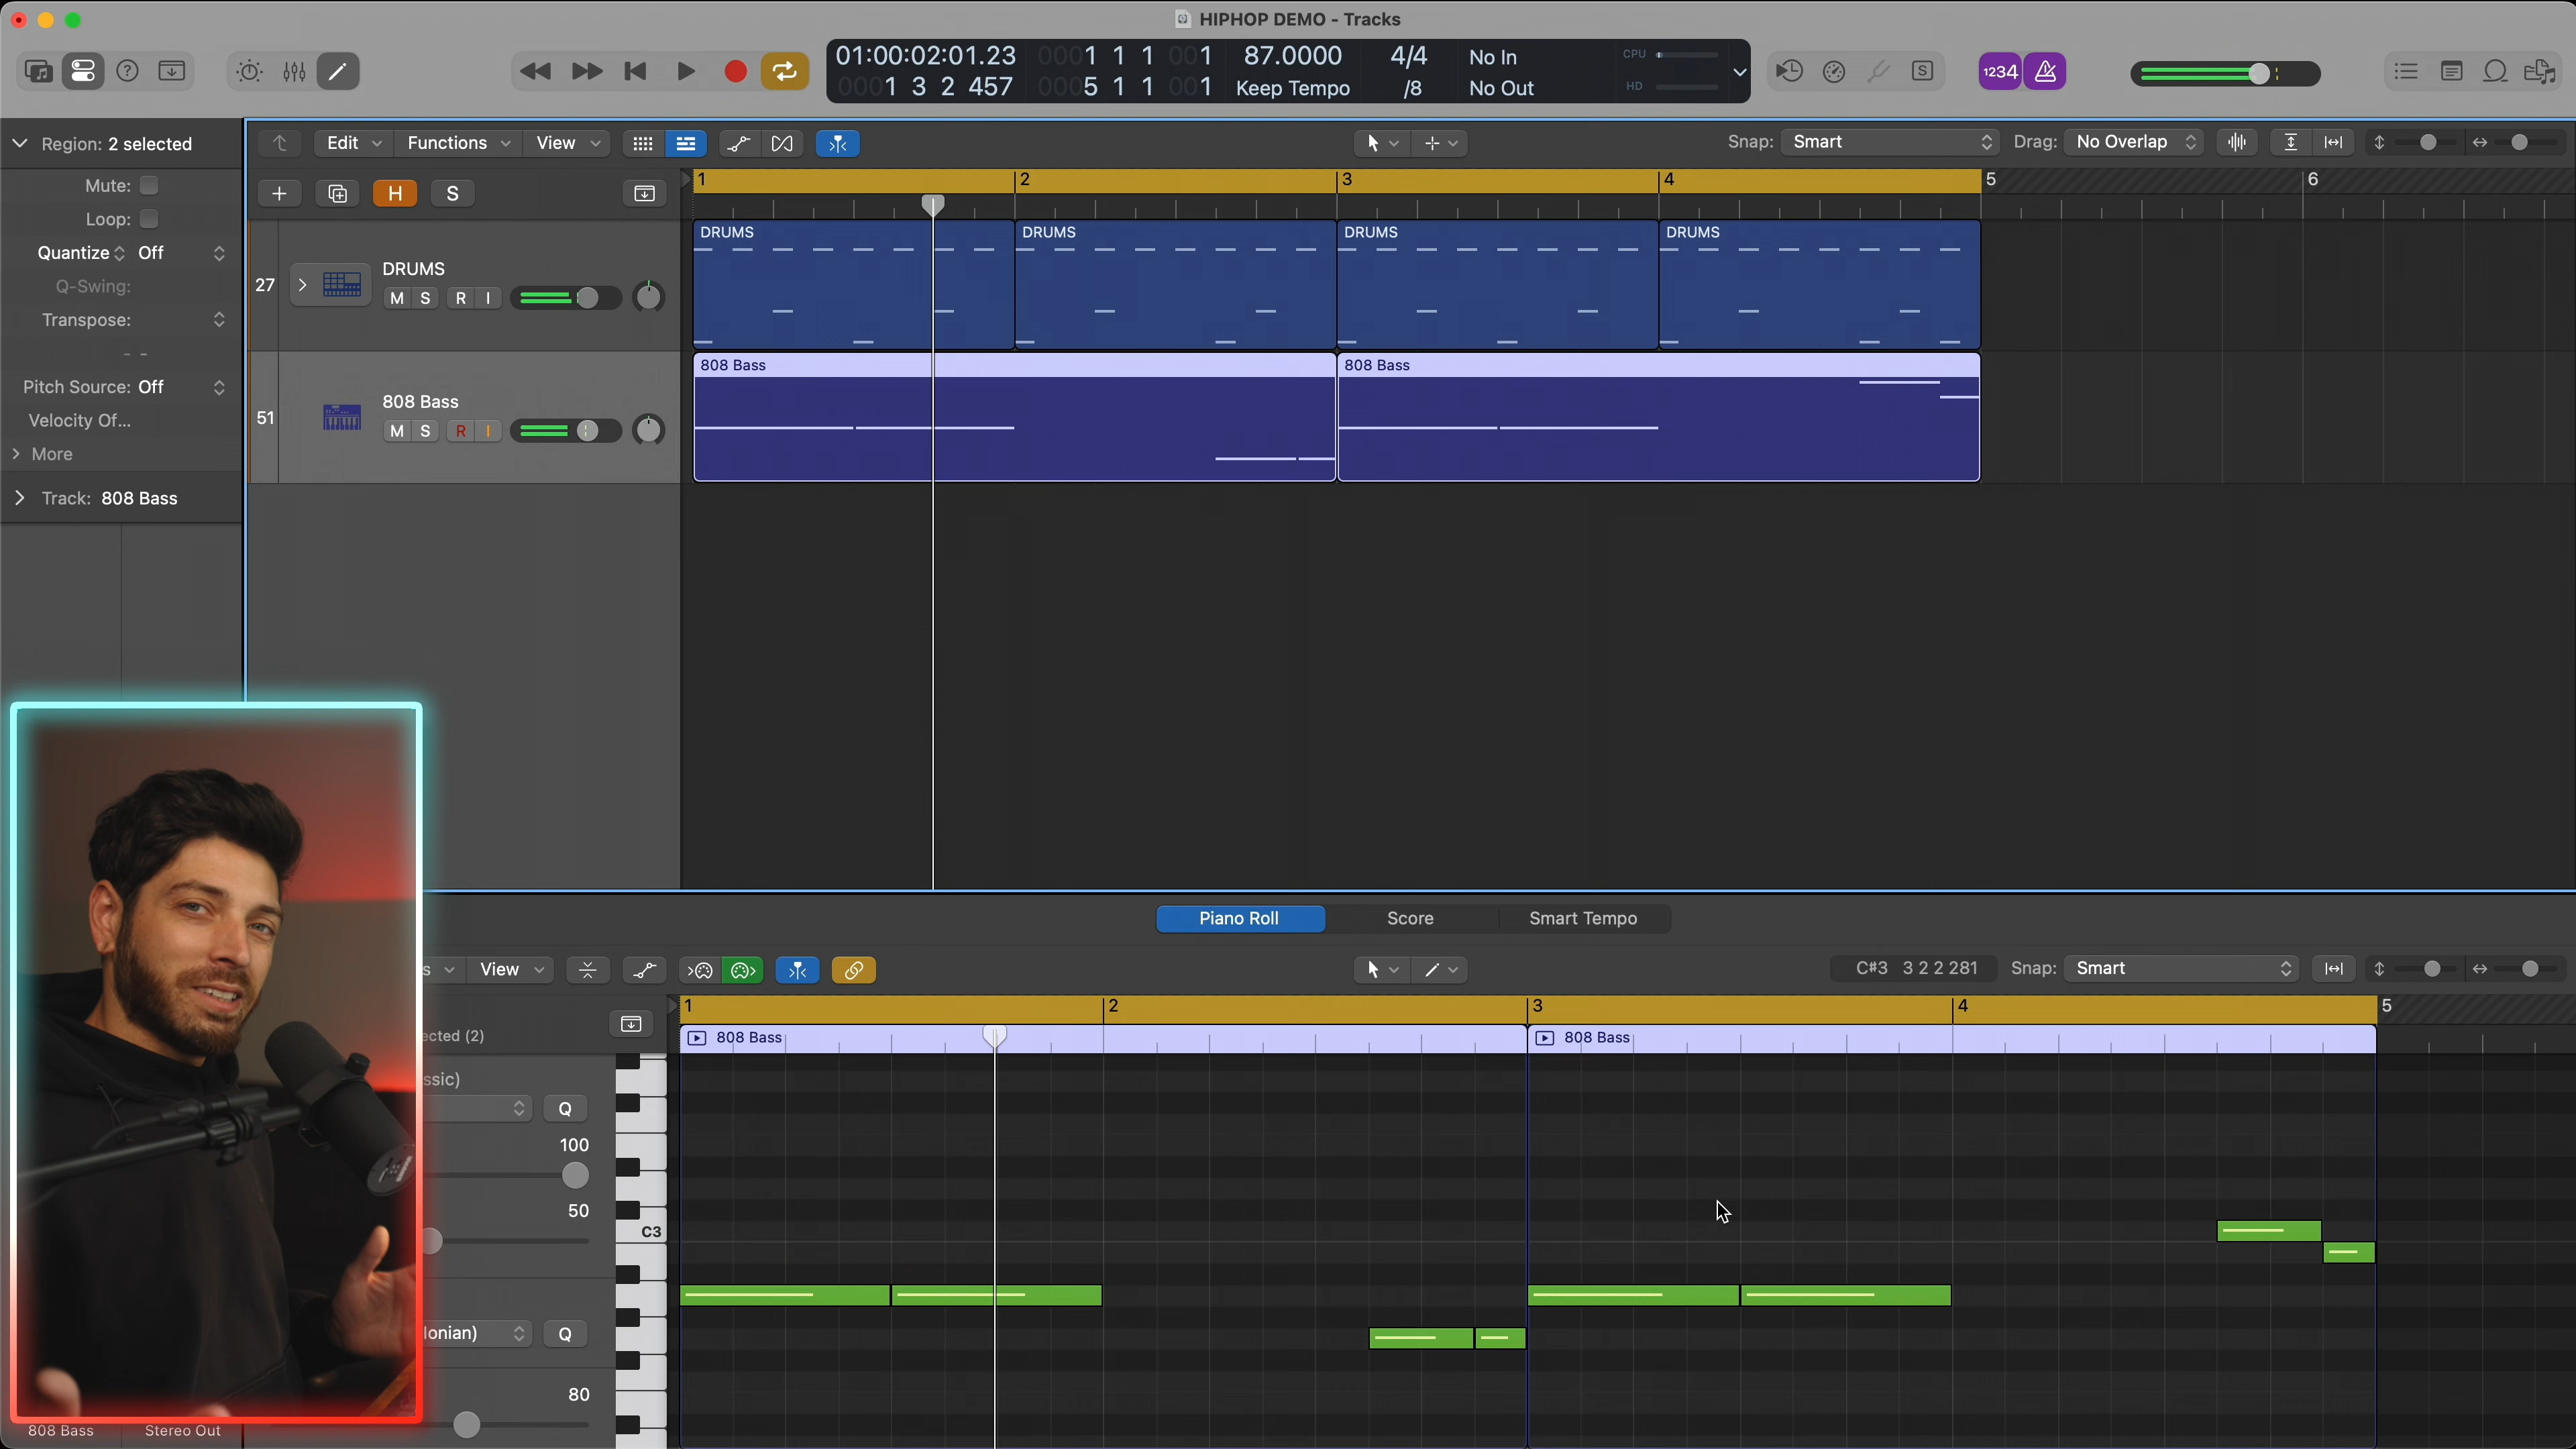 HIPHOP DEMO - Tracks
01:00:02:01.23 0001 1 1 001 87.0000 4/4 No In CPU
0001 3 2 457 0005 1 1 001 Keep Tempo /8 No Out HD
1234
S
Region: 2 selected
Edit Functions View
Snap: Smart Drag: No Overlap
Mute:
Loop:
Quantize Off
Q-Swing:
Transpose:
- -
Pitch Source: Off
Velocity Of...
More
Track: 808 Bass
H S
1 2 3 4 5 6
27 DRUMS
M S R I
DRUMS DRUMS DRUMS DRUMS
51 808 Bass
M S R I
808 Bass 808 Bass
Piano Roll Score Smart Tempo
s View
C#3 3 2 2 281 Snap: Smart
1 2 3 4 5
ected (2)
808 Bass 808 Bass
ssic)
Q
100
50
C3
Ionian)
Q
80
808 Bass Stereo Out